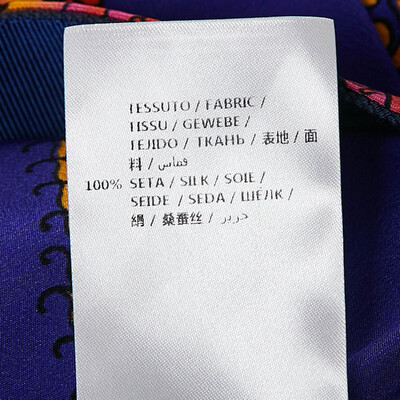 TESSUTO / FABRIC /
TISSU / GEWEBE /
TEJIDO / ТКАНЬ / 表地 / 面
料 / قماس /
100% SETA / SILK / SOIE /
SEIDE / SEDA / ШЁЛК /
絹 / 桑蚕丝 / حرير